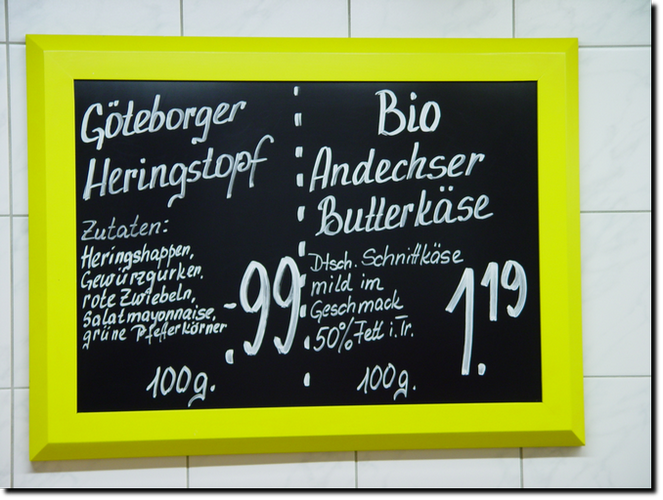 Göteborger
Heringstopf
Zutaten:
Heringshappen,
Gewürzgurken,
rote Zwiebeln,
Salatmayonnaise,
grüne Pfefferkörner
-.99
100g.
Bio
Andechser
Butterkäse
Dtsch. Schnittkäse
mild im
Geschmack
50% Fett i. Tr.
1.19
100g.